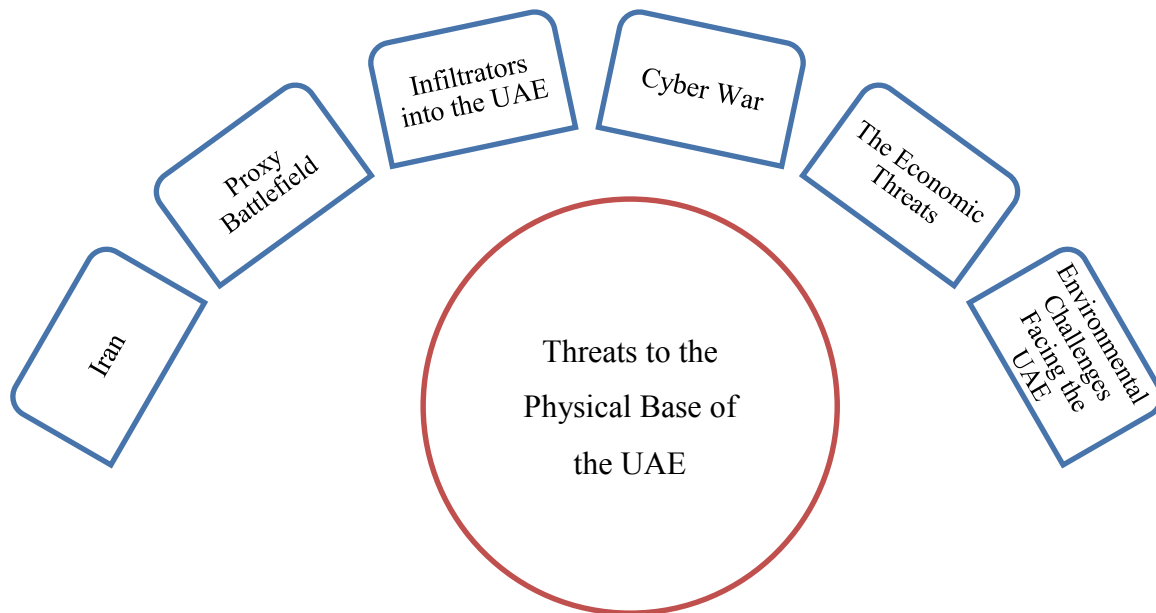 Iran
Proxy
Battlefield
Infiltrators
into the UAE
Cyber War
The Economic
Threats
Environmental
Challenges
Facing the
UAE
Threats to the
Physical Base of
the UAE